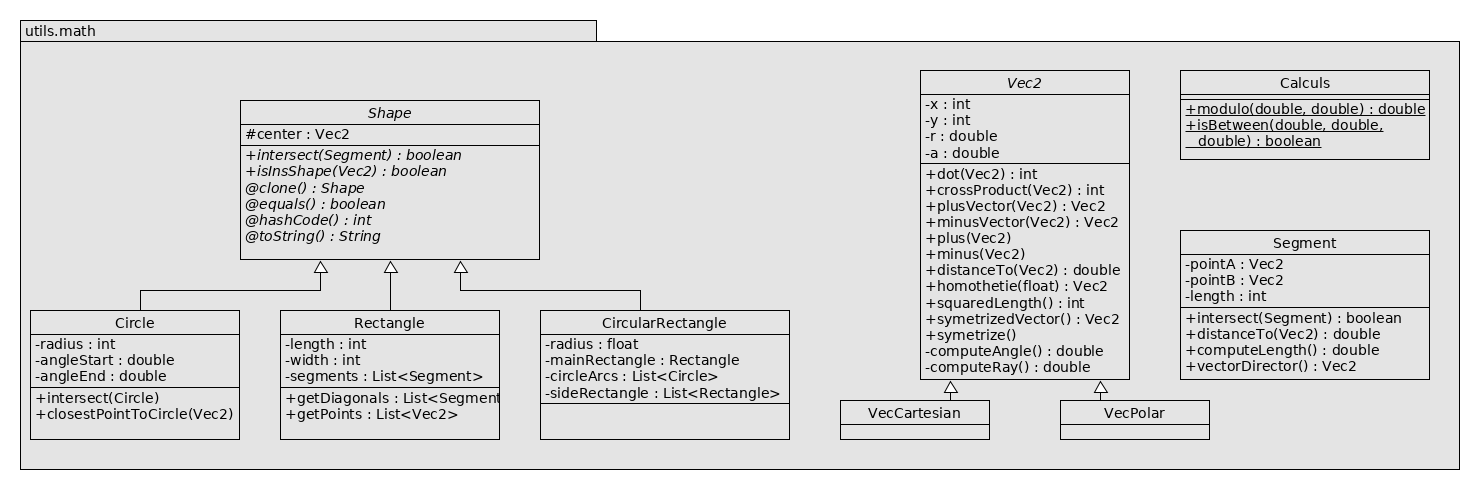 utils.math
Shape
#center : Vec2
+intersect(Segment) : boolean
+isInsShape(Vec2) : boolean
@clone() : Shape
@equals() : boolean
@hashCode() : int
@toString() : String
Circle
-radius : int
-angleStart : double
-angleEnd : double
+intersect(Circle)
+closestPointToCircle(Vec2)
Rectangle
-length : int
-width : int
-segments : List<Segment>
+getDiagonals : List<Segment
+getPoints : List<Vec2>
CircularRectangle
-radius : float
-mainRectangle : Rectangle
-circleArcs : List<Circle>
-sideRectangle : List<Rectangle>
Vec2
-x : int
-y : int
-r : double
-a : double
+dot(Vec2) : int
+crossProduct(Vec2) : int
+plusVector(Vec2) : Vec2
+minusVector(Vec2) : Vec2
+plus(Vec2)
+minus(Vec2)
+distanceTo(Vec2) : double
+homothetie(float) : Vec2
+squaredLength() : int
+symetrizedVector() : Vec2
+symetrize()
-computeAngle() : double
-computeRay() : double
VecCartesian
VecPolar
Calculs
+modulo(double, double) : double
+isBetween(double, double,
double) : boolean
Segment
-pointA : Vec2
-pointB : Vec2
-length : int
+intersect(Segment) : boolean
+distanceTo(Vec2) : double
+computeLength() : double
+vectorDirector() : Vec2